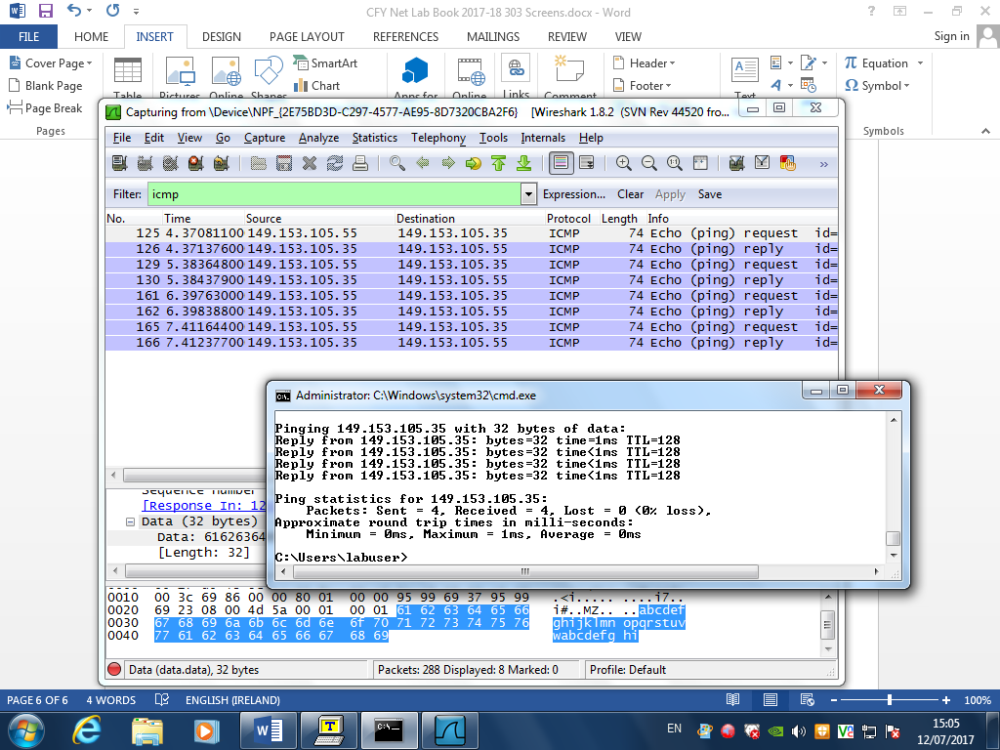 CFY Net Lab Book 2017-18 303 Screens.docx - Word
FILE HOME INSERT DESIGN PAGE LAYOUT REFERENCES MAILINGS REVIEW VIEW Sign in
Cover Page
Blank Page
Page Break
Pages
Table
Pictures Online Shapes
SmartArt
Chart
Apps for Online Links Comment
Header
Footer
Text
Equation
Symbol
Symbols
Capturing from \Device\NPF_{2E75BD3D-C297-4577-AE95-8D7320CBA2F6} [Wireshark 1.8.2 (SVN Rev 44520 fro...
File Edit View Go Capture Analyze Statistics Telephony Tools Internals Help
Filter: icmp Expression... Clear Apply Save
No. Time Source Destination Protocol Length Info
125 4.37081100 149.153.105.55 149.153.105.35 ICMP 74 Echo (ping) request id=
126 4.37137600 149.153.105.35 149.153.105.55 ICMP 74 Echo (ping) reply id=
129 5.38364800 149.153.105.55 149.153.105.35 ICMP 74 Echo (ping) request id=
130 5.38437900 149.153.105.35 149.153.105.55 ICMP 74 Echo (ping) reply id=
161 6.39763000 149.153.105.55 149.153.105.35 ICMP 74 Echo (ping) request id=
162 6.39838800 149.153.105.35 149.153.105.55 ICMP 74 Echo (ping) reply id=
165 7.41164400 149.153.105.55 149.153.105.35 ICMP 74 Echo (ping) request id=
166 7.41237700 149.153.105.35 149.153.105.55 ICMP 74 Echo (ping) reply id=
Administrator: C:\Windows\system32\cmd.exe
Pinging 149.153.105.35 with 32 bytes of data:
Reply from 149.153.105.35: bytes=32 time=1ms TTL=128
Reply from 149.153.105.35: bytes=32 time<1ms TTL=128
Reply from 149.153.105.35: bytes=32 time<1ms TTL=128
Reply from 149.153.105.35: bytes=32 time<1ms TTL=128
Ping statistics for 149.153.105.35:
Packets: Sent = 4, Received = 4, Lost = 0 (0% loss),
Approximate round trip times in milli-seconds:
Minimum = 0ms, Maximum = 1ms, Average = 0ms
C:\Users\labuser>
Sequence number
[Response In: 12
Data (32 bytes)
Data: 61626364
[Length: 32]
0010 00 3c 69 86 00 00 80 01 00 00 95 99 69 37 95 99 .<i..... ....i7..
0020 69 23 08 00 4d 5a 00 01 00 01 61 62 63 64 65 66 i#..MZ.. ..abcdef
0030 67 68 69 6a 6b 6c 6d 6e 6f 70 71 72 73 74 75 76 ghijklmn opqrstuv
0040 77 61 62 63 64 65 66 67 68 69 wabcdefg hi
Data (data.data), 32 bytes Packets: 288 Displayed: 8 Marked: 0 Profile: Default
PAGE 6 OF 6 4 WORDS ENGLISH (IRELAND) 100%
EN 15:05
12/07/2017